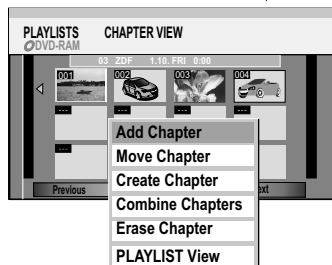 PLAYLISTS CHAPTER VIEW
DVD-RAM
03 ZDF 1.10. FRI 0:00
001 002 003 004
--- --- --- ---
---
Add Chapter
Move Chapter
Create Chapter
Combine Chapters
Erase Chapter
PLAYLIST View
Previous